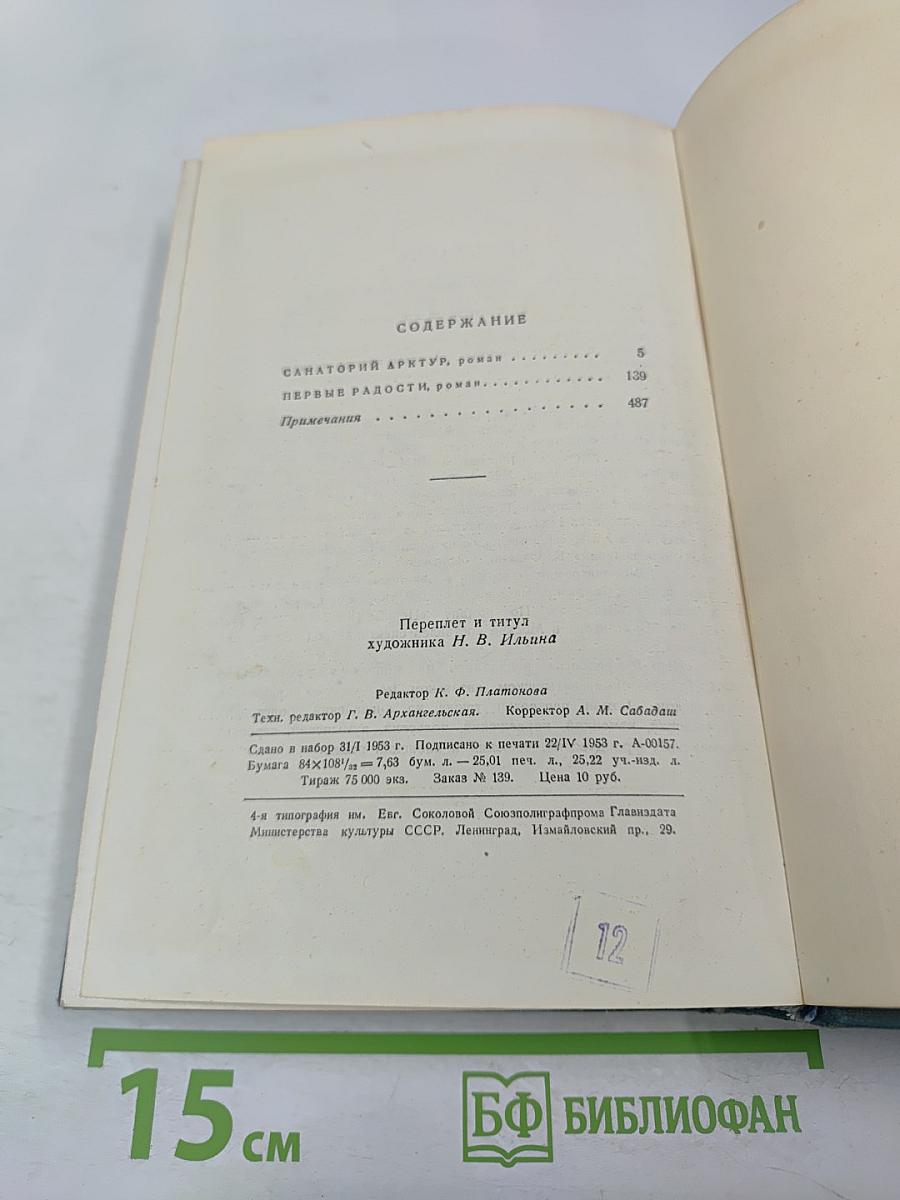 СОДЕРЖАНИЕ
САНАТОРИЙ АРКТУР, роман . . . . . . . . . 5
ПЕРВЫЕ РАДОСТИ, роман. . . . . . . . . . . . 139
Примечания . . . . . . . . . . . . . . . . . 487
Переплет и титул
художника Н. В. Ильина
Редактор К. Ф. Платонова
Техн. редактор Г. В. Архангельская. Корректор А. М. Сабадаш
Сдано в набор 31/I 1953 г. Подписано к печати 22/IV 1953 г. А-00157.
Бумага 84×108¹/₃₂ = 7,63 бум. л. — 25,01 печ. л., 25,22 уч.-изд. л.
Тираж 75 000 экз. Заказ № 139. Цена 10 руб.
4-я типография им. Евг. Соколовой Союзполиграфпрома Главиздата
Министерства культуры СССР. Ленинград, Измайловский пр., 29.
12
15 см
БФ БИБЛИОФАН